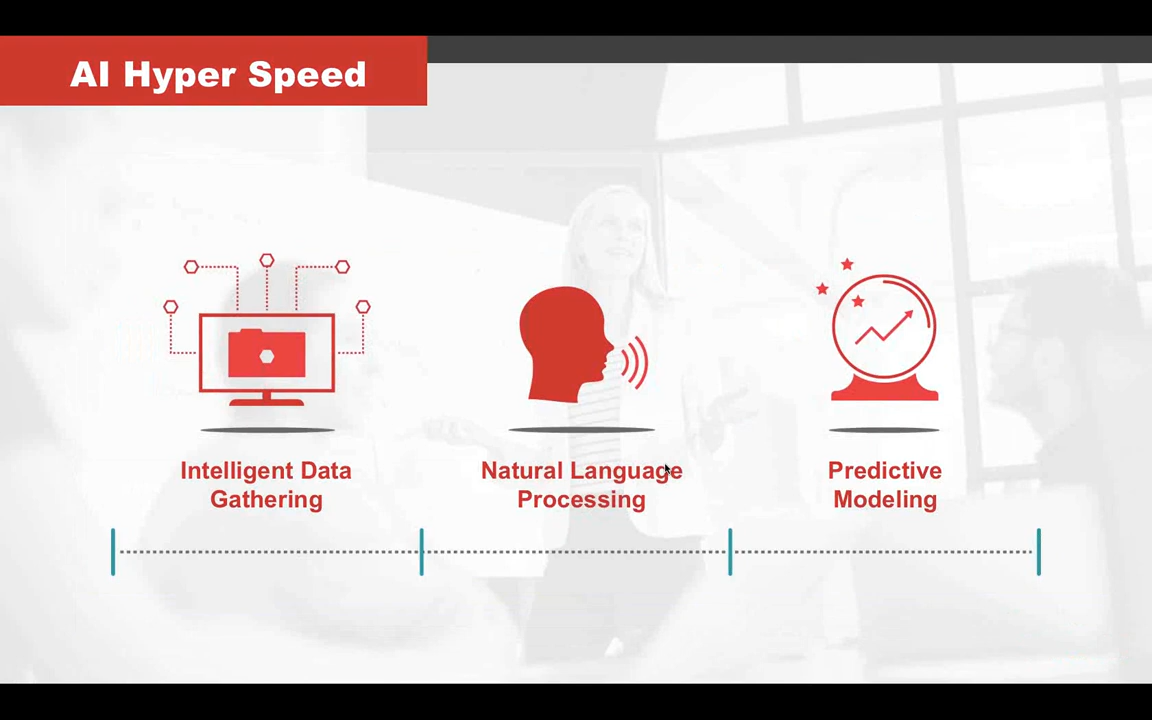 AI Hyper Speed
Intelligent Data
Gathering
Natural Language
Processing
Predictive
Modeling